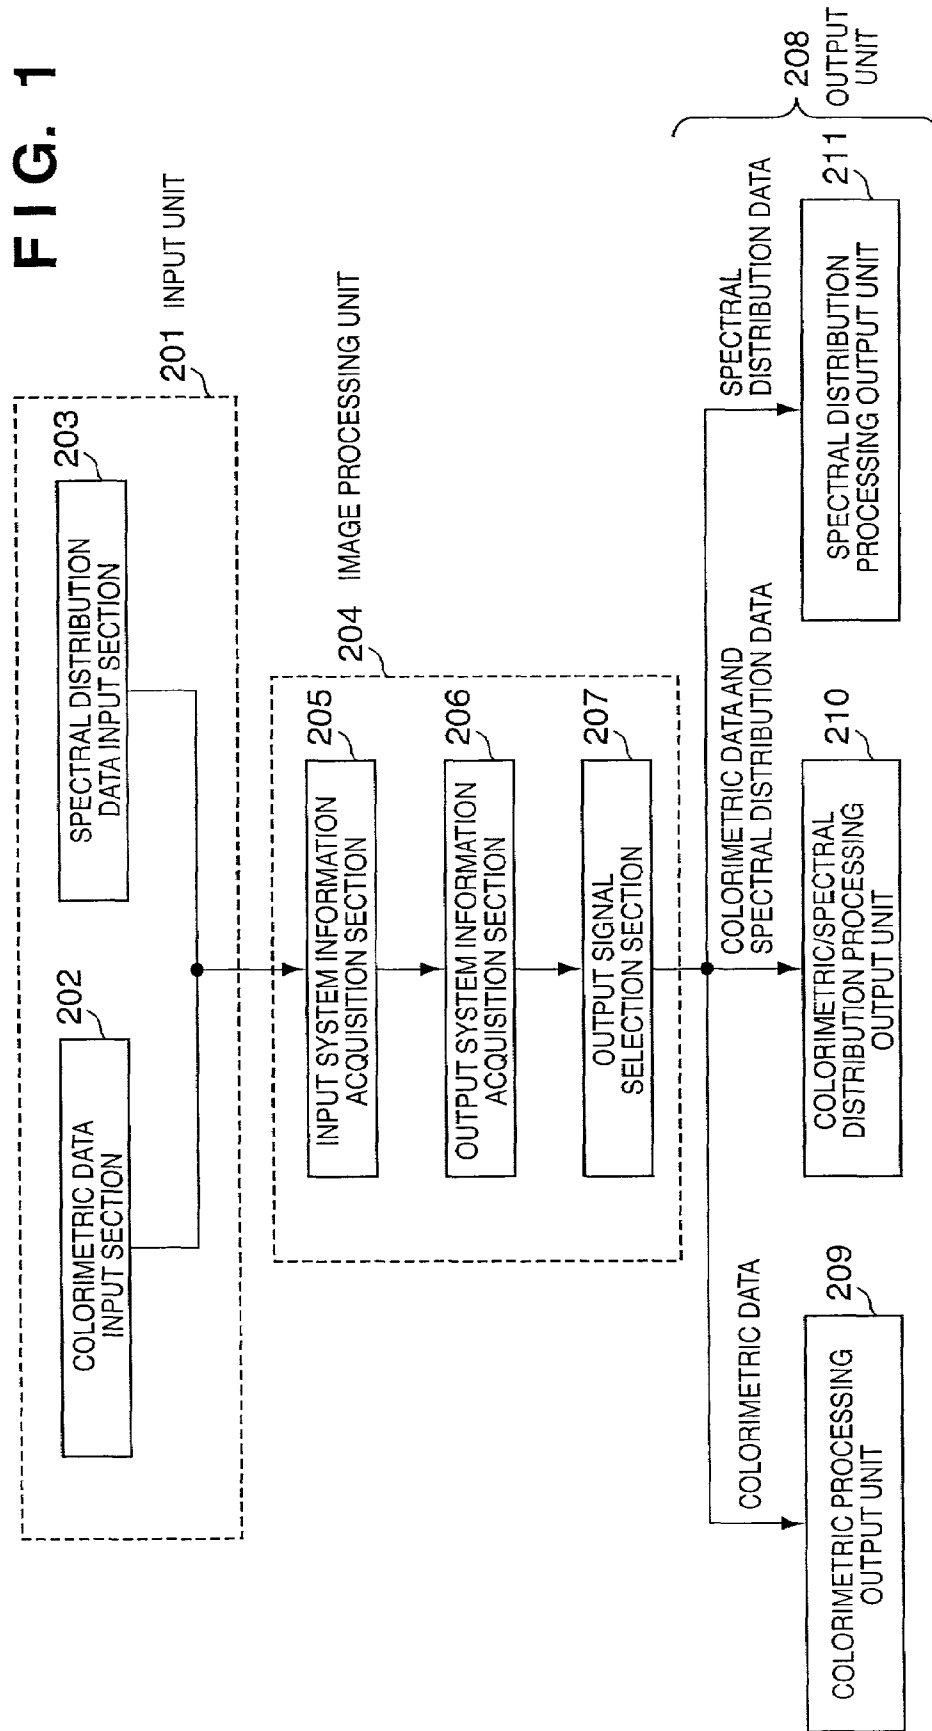 FIG. 1
201 INPUT UNIT
202
COLORIMETRIC DATA
INPUT SECTION
203
SPECTRAL DISTRIBUTION
DATA INPUT SECTION
204 IMAGE PROCESSING UNIT
205
INPUT SYSTEM INFORMATION
ACQUISITION SECTION
206
OUTPUT SYSTEM INFORMATION
ACQUISITION SECTION
207
OUTPUT SIGNAL
SELECTION SECTION
COLORIMETRIC DATA
COLORIMETRIC DATA AND
SPECTRAL DISTRIBUTION DATA
SPECTRAL
DISTRIBUTION DATA
208 OUTPUT
UNIT
209
COLORIMETRIC PROCESSING
OUTPUT UNIT
210
COLORIMETRIC/SPECTRAL
DISTRIBUTION PROCESSING
OUTPUT UNIT
211
SPECTRAL DISTRIBUTION
PROCESSING OUTPUT UNIT